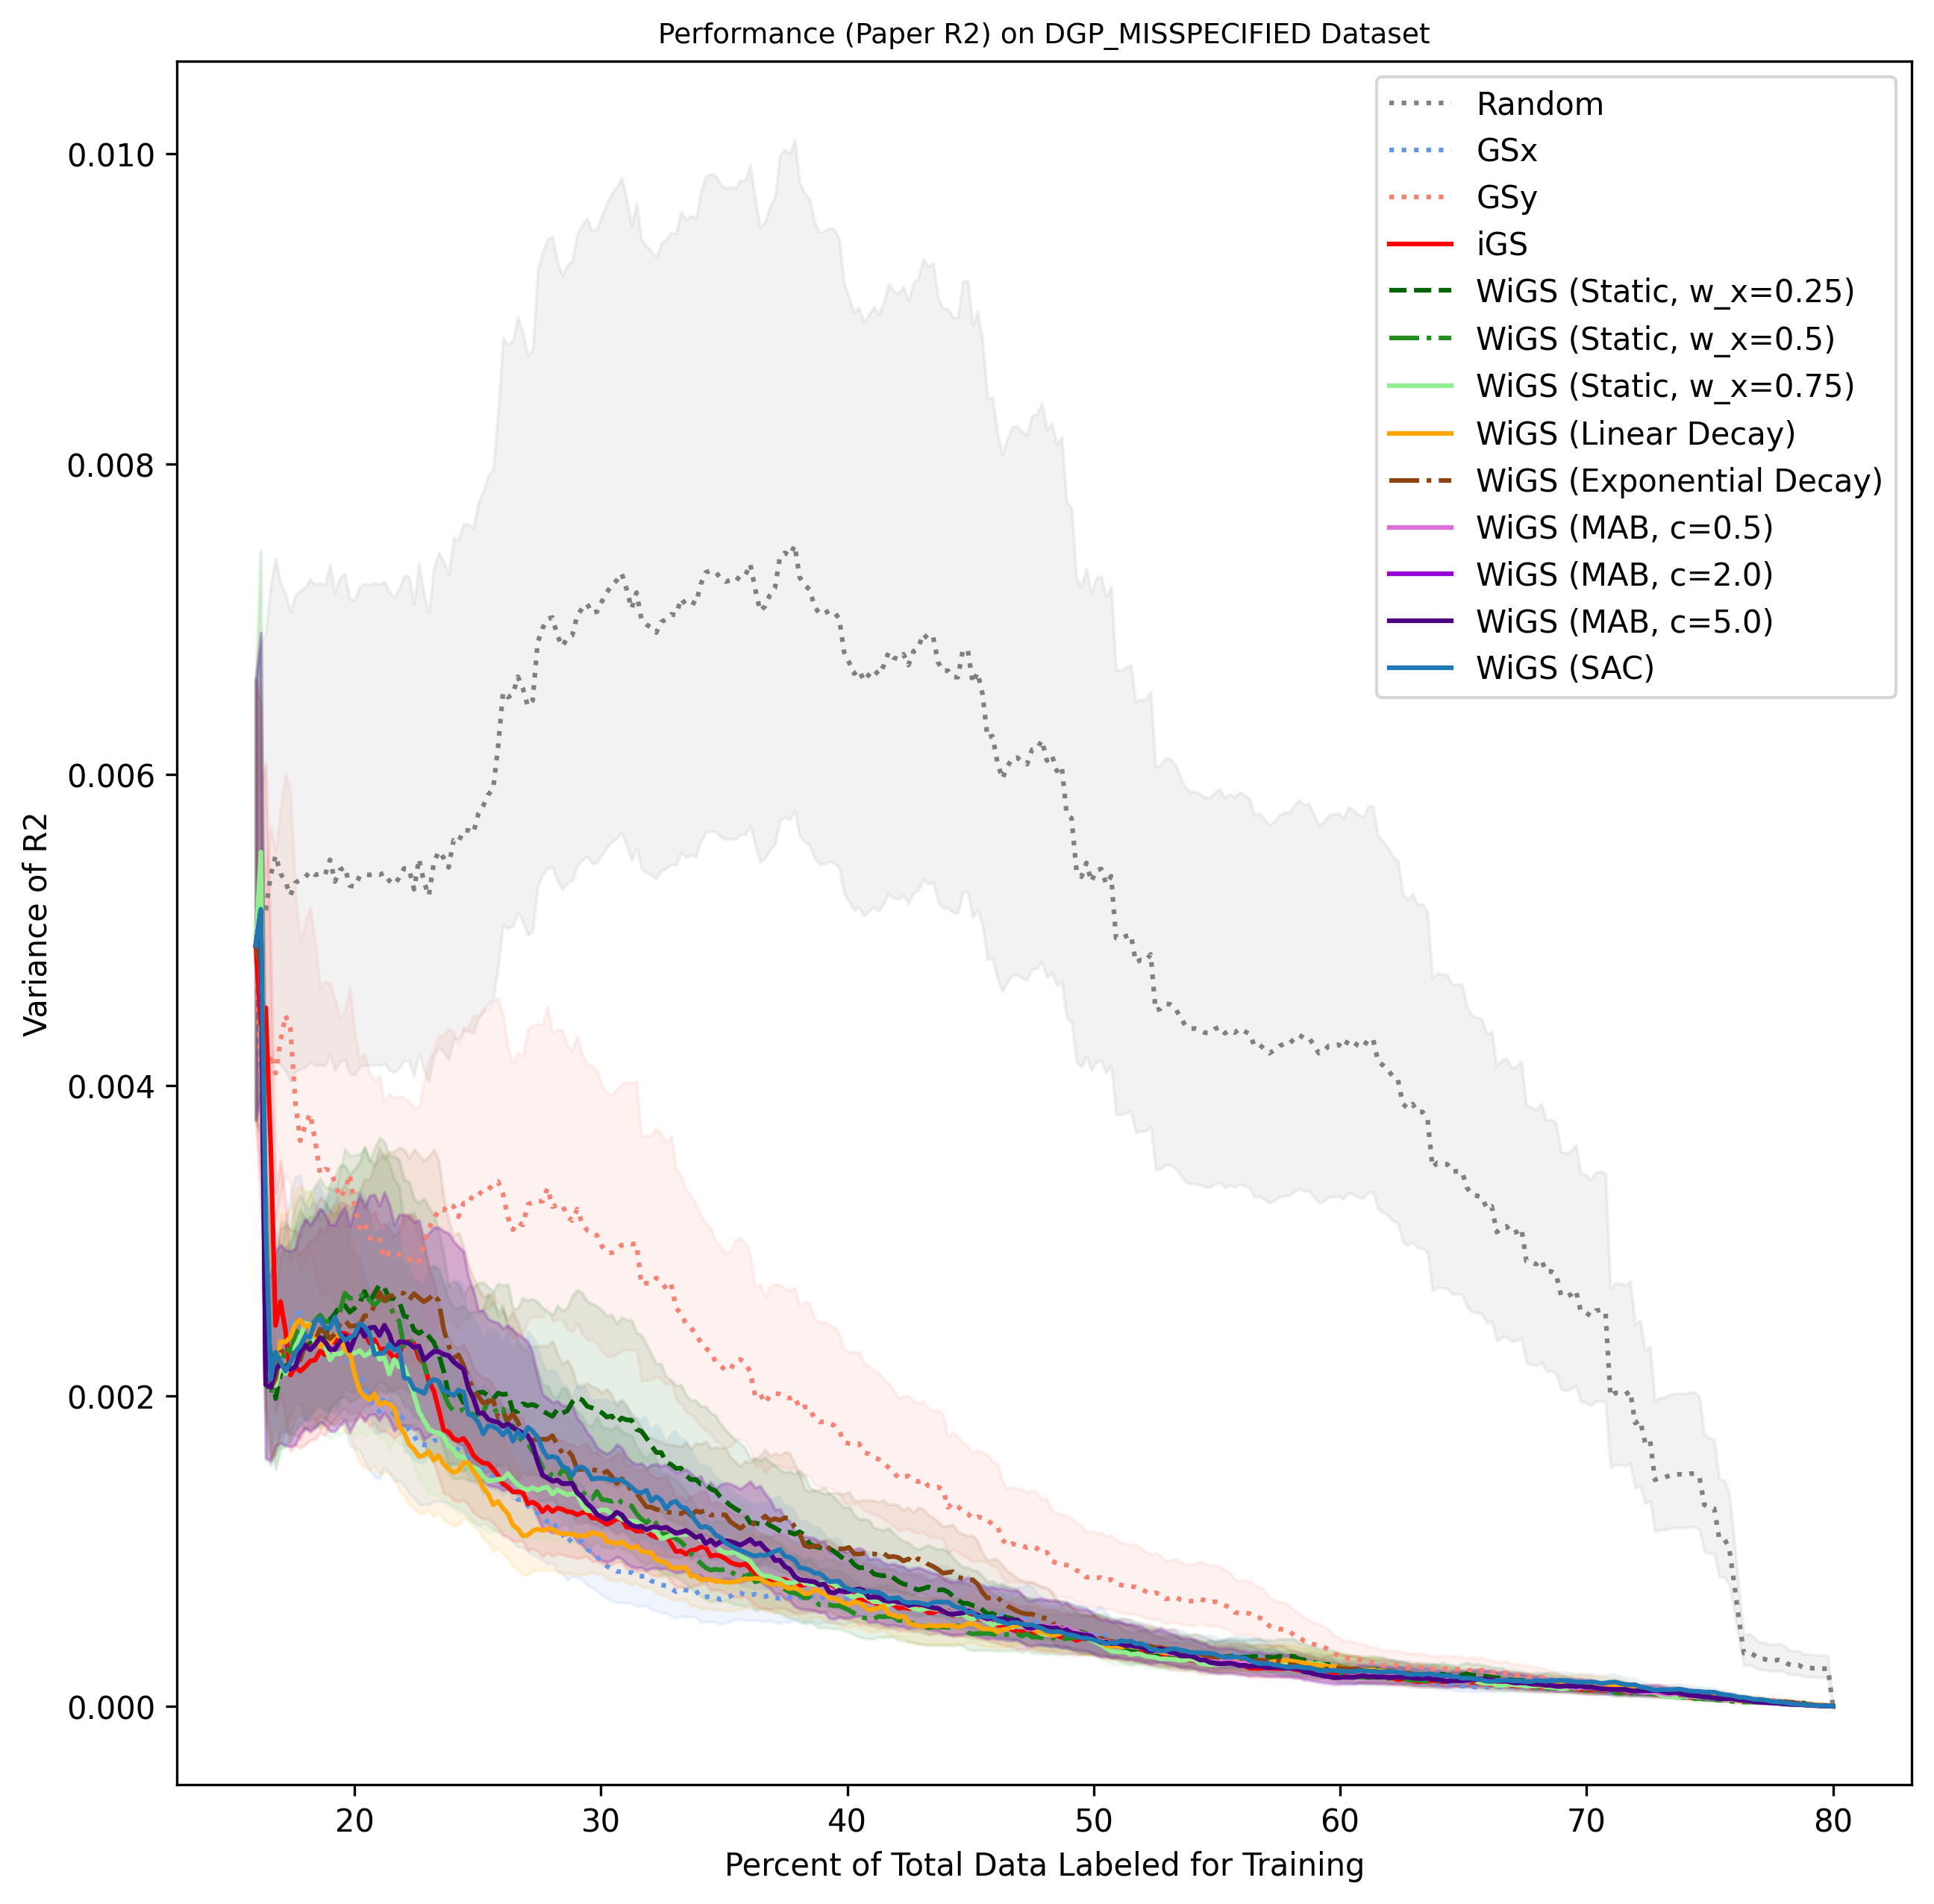 Performance (Paper R2) on DGP_MISSPECIFIED Dataset
Random
GSx
GSy
iGS
WiGS (Static, w_x=0.25)
WiGS (Static, w_x=0.5)
WiGS (Static, w_x=0.75)
WiGS (Linear Decay)
WiGS (Exponential Decay)
WiGS (MAB, c=0.5)
WiGS (MAB, c=2.0)
WiGS (MAB, c=5.0)
WiGS (SAC)
Variance of R2
0.010
0.008
0.006
0.004
0.002
0.000
20 30 40 50 60 70 80
Percent of Total Data Labeled for Training